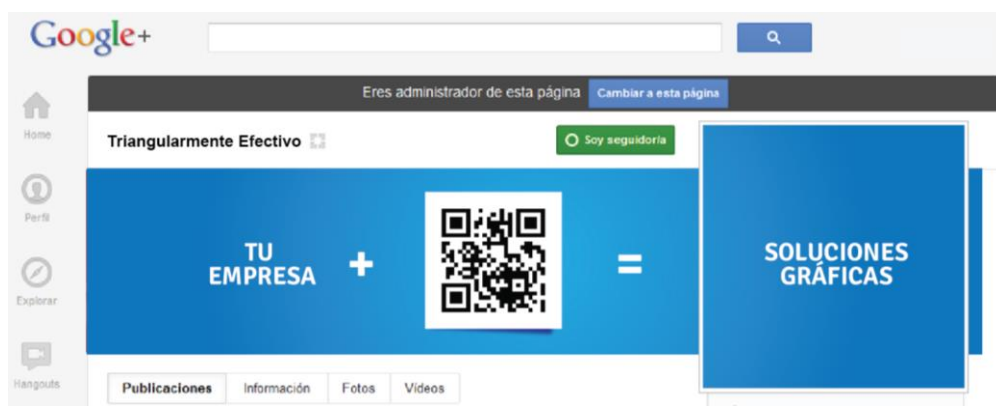 Google+
Eres administrador de esta página Cambiar a esta página
Home
Triangularmente Efectivo Soy seguidor/a
Perfil
TU
EMPRESA + = SOLUCIONES
GRÁFICAS
Explorar
Hangouts
Publicaciones Información Fotos Vídeos